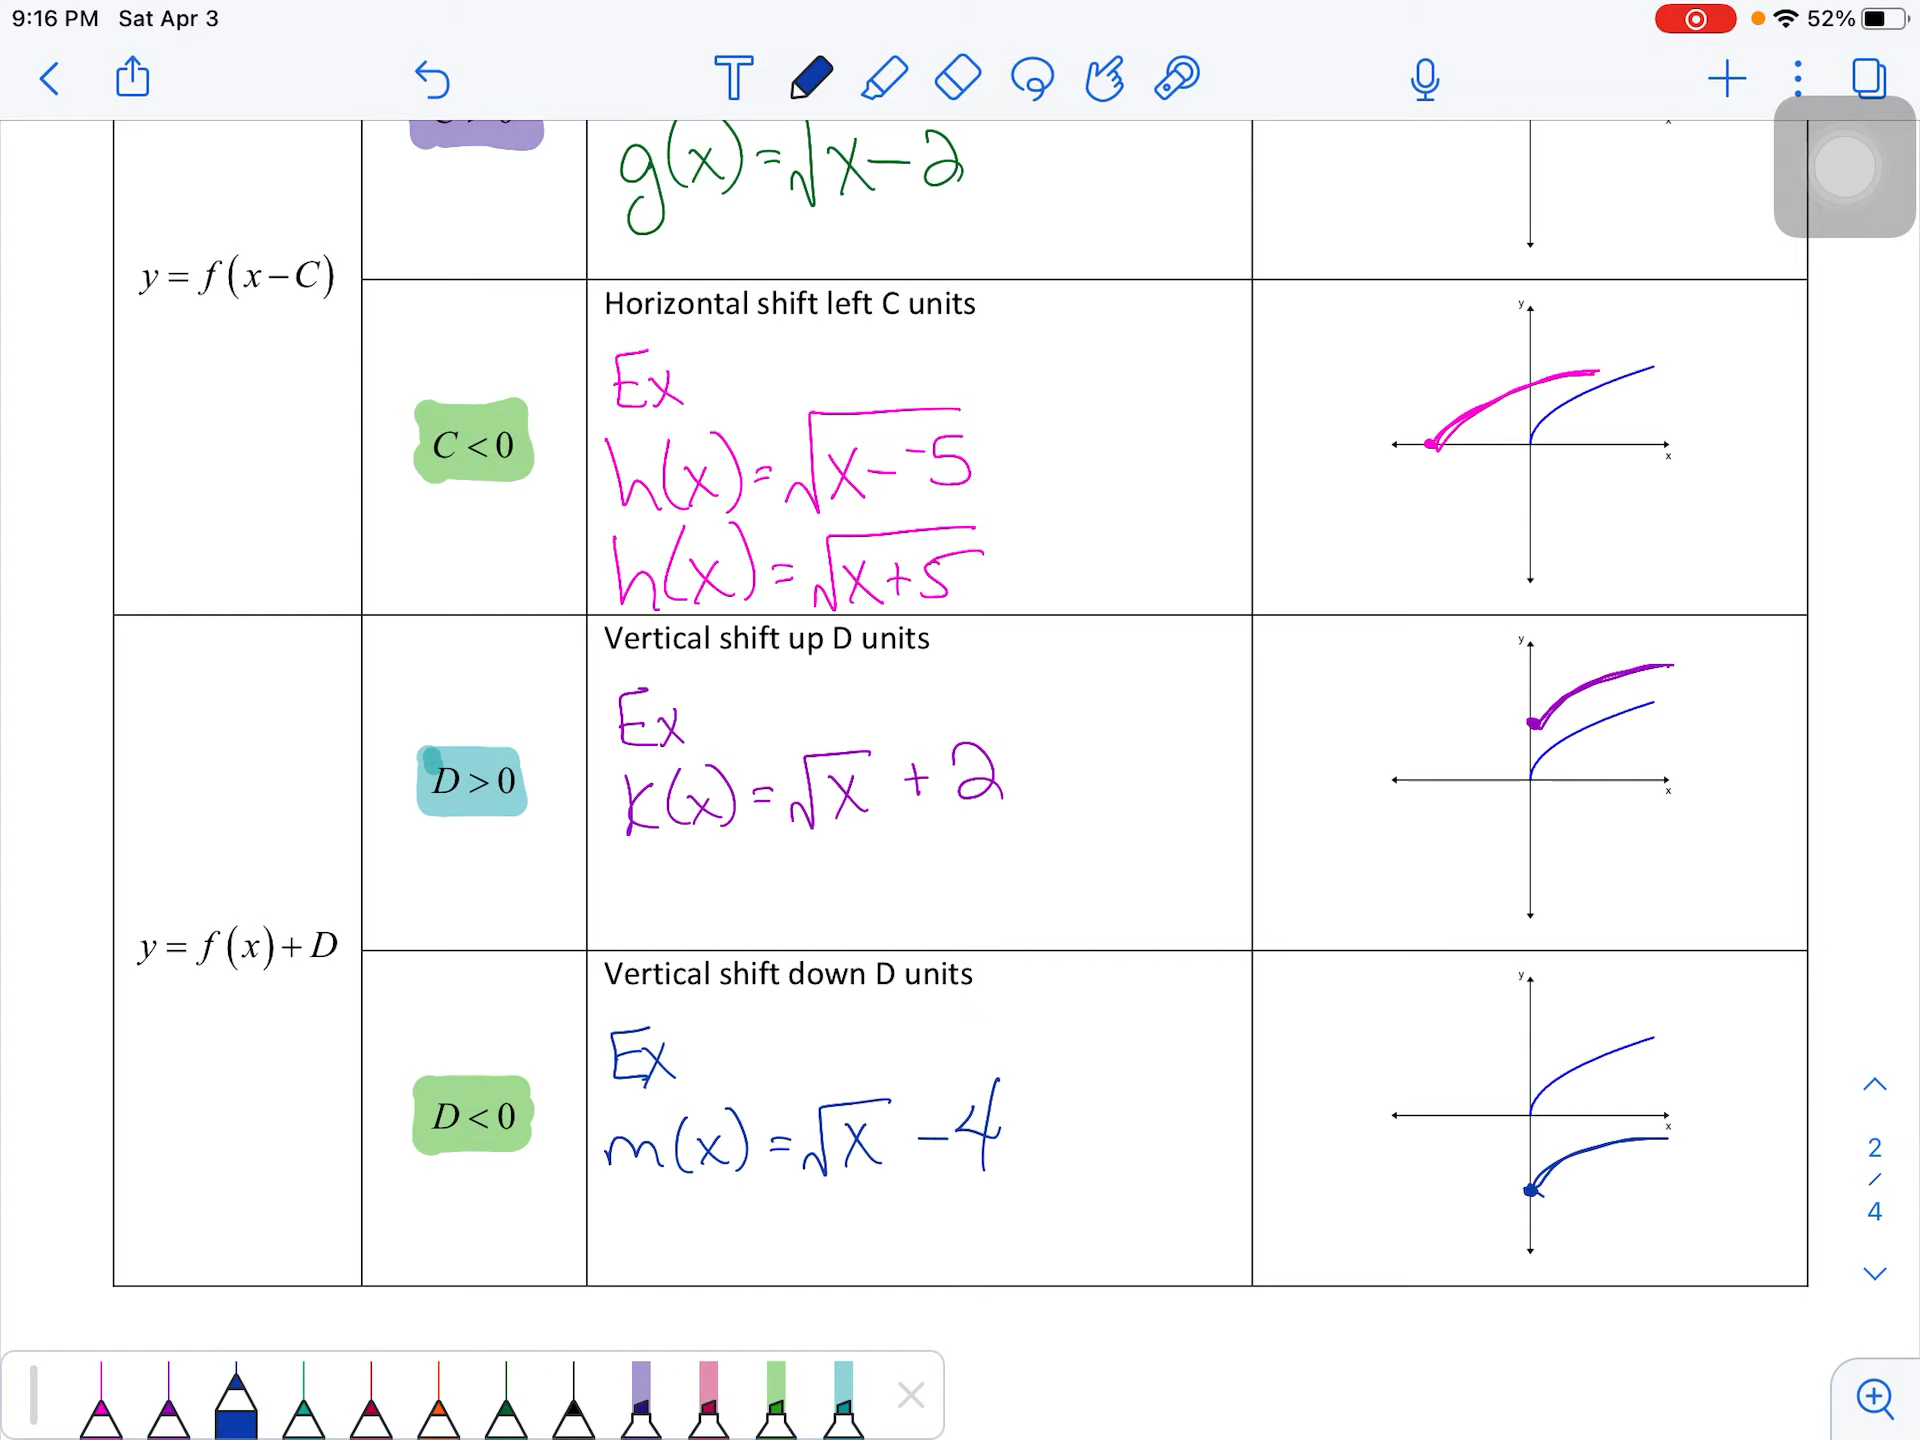 9:16 PM Sat Apr 3
52%
T
g(x)=√x-2
y = f(x-C)
Horizontal shift left C units
Ex
C < 0
h(x)=√x--5
h(x)=√x+5
y
x
Vertical shift up D units
Ex
D > 0
k(x)=√x +2
y
x
y = f(x)+D
Vertical shift down D units
Ex
D < 0
m(x)=√x -4
y
x
2
/
4